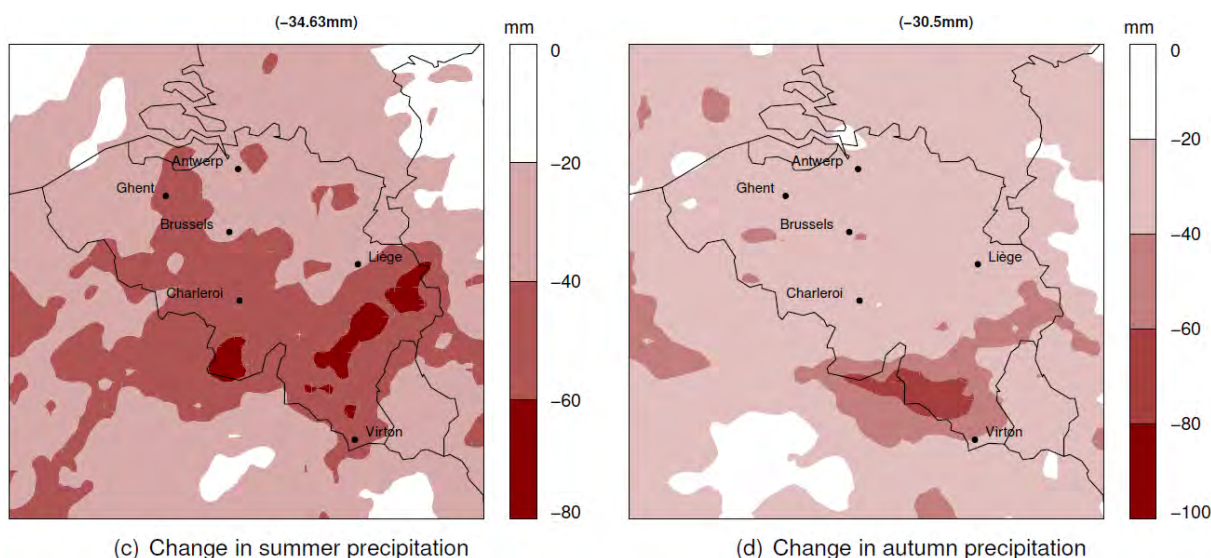 (−34.63mm)
mm
0
−20
−40
−60
−80
Antwerp
Ghent
Brussels
Liège
Charleroi
Virton
(c) Change in summer precipitation
(−30.5mm)
mm
0
−20
−40
−60
−80
−100
Antwerp
Ghent
Brussels
Liège
Charleroi
Virton
(d) Change in autumn precipitation